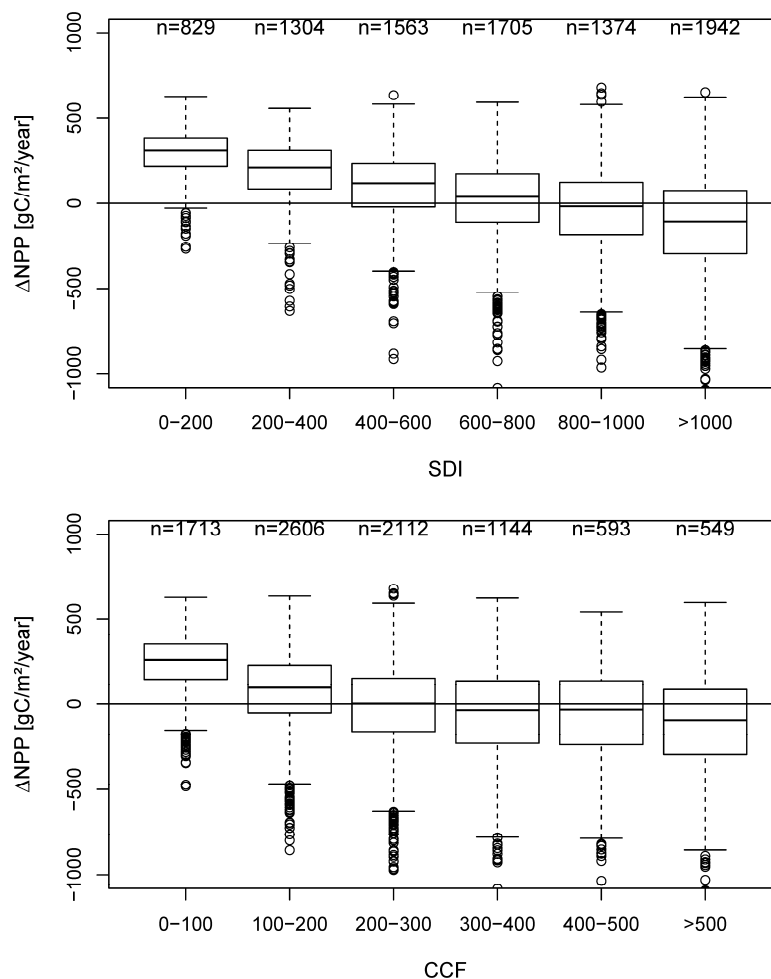 n=829 n=1304 n=1563 n=1705 n=1374 n=1942
1000
500
0
−500
−1000
ΔNPP [gC/m²/year]
0−200 200−400 400−600 600−800 800−1000 >1000
SDI
n=1713 n=2606 n=2112 n=1144 n=593 n=549
1000
500
0
−500
−1000
ΔNPP [gC/m²/year]
0−100 100−200 200−300 300−400 400−500 >500
CCF